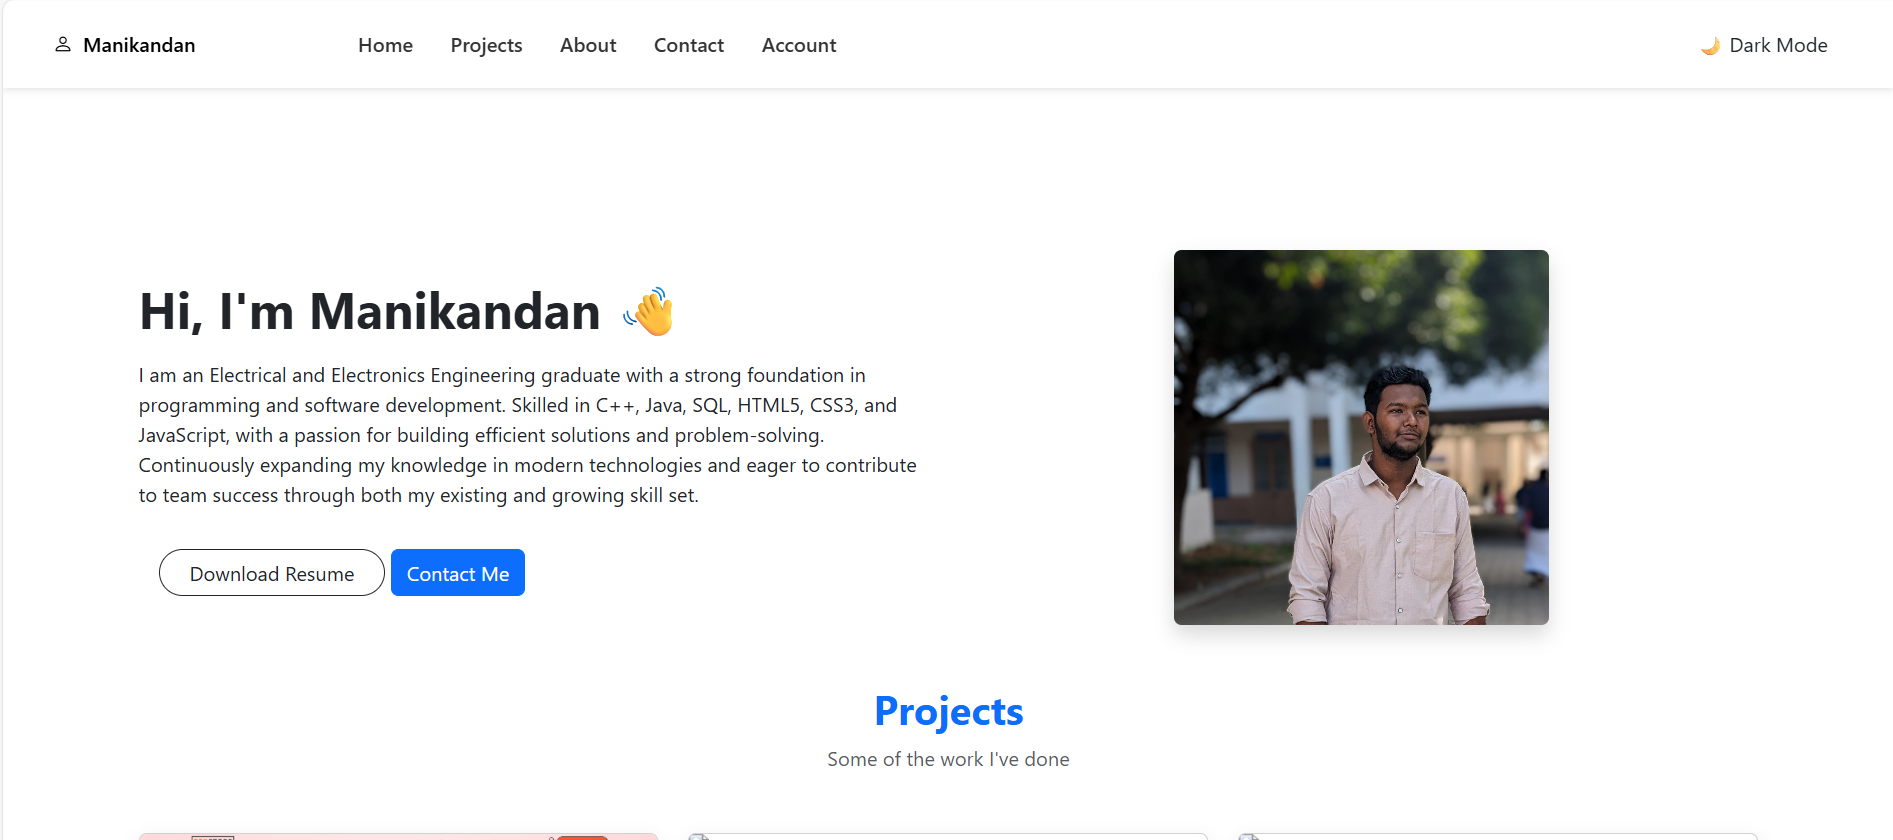 Manikandan
Home Projects About Contact Account
🌙 Dark Mode
Hi, I'm Manikandan 👋
I am an Electrical and Electronics Engineering graduate with a strong foundation in
programming and software development. Skilled in C++, Java, SQL, HTML5, CSS3, and
JavaScript, with a passion for building efficient solutions and problem-solving.
Continuously expanding my knowledge in modern technologies and eager to contribute
to team success through both my existing and growing skill set.
Download Resume
Contact Me
Projects
Some of the work I've done